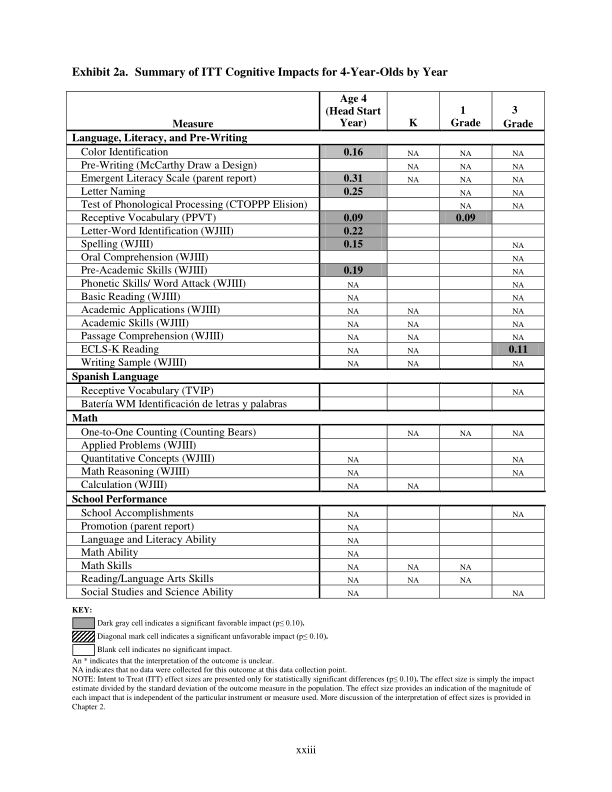 Exhibit 2a. Summary of ITT Cognitive Impacts for 4-Year-Olds by Year
Measure Age 4 (Head Start Year) K 1 Grade 3 Grade
Language, Literacy, and Pre-Writing
Color Identification 0.16 NA NA NA
Pre-Writing (McCarthy Draw a Design) NA NA NA
Emergent Literacy Scale (parent report) 0.31 NA NA NA
Letter Naming 0.25 NA NA
Test of Phonological Processing (CTOPPP Elision) NA NA
Receptive Vocabulary (PPVT) 0.09 0.09
Letter-Word Identification (WJIII) 0.22
Spelling (WJIII) 0.15 NA
Oral Comprehension (WJIII) NA
Pre-Academic Skills (WJIII) 0.19 NA
Phonetic Skills/ Word Attack (WJIII) NA NA
Basic Reading (WJIII) NA NA
Academic Applications (WJIII) NA NA NA
Academic Skills (WJIII) NA NA NA
Passage Comprehension (WJIII) NA NA NA
ECLS-K Reading NA NA 0.11
Writing Sample (WJIII) NA NA NA
Spanish Language
Receptive Vocabulary (TVIP) NA
Batería WM Identificación de letras y palabras
Math
One-to-One Counting (Counting Bears) NA NA NA
Applied Problems (WJIII)
Quantitative Concepts (WJIII) NA NA
Math Reasoning (WJIII) NA NA
Calculation (WJIII) NA NA
School Performance
School Accomplishments NA NA
Promotion (parent report) NA
Language and Literacy Ability NA
Math Ability NA
Math Skills NA NA NA
Reading/Language Arts Skills NA NA NA
Social Studies and Science Ability NA NA
KEY:
Dark gray cell indicates a significant favorable impact (p≤ 0.10).
Diagonal mark cell indicates a significant unfavorable impact (p≤ 0.10).
Blank cell indicates no significant impact.
An * indicates that the interpretation of the outcome is unclear.
NA indicates that no data were collected for this outcome at this data collection point.
NOTE: Intent to Treat (ITT) effect sizes are presented only for statistically significant differences (p≤ 0.10). The effect size is simply the impact
estimate divided by the standard deviation of the outcome measure in the population. The effect size provides an indication of the magnitude of
each impact that is independent of the particular instrument or measure used. More discussion of the interpretation of effect sizes is provided in
Chapter 2.
xxiii